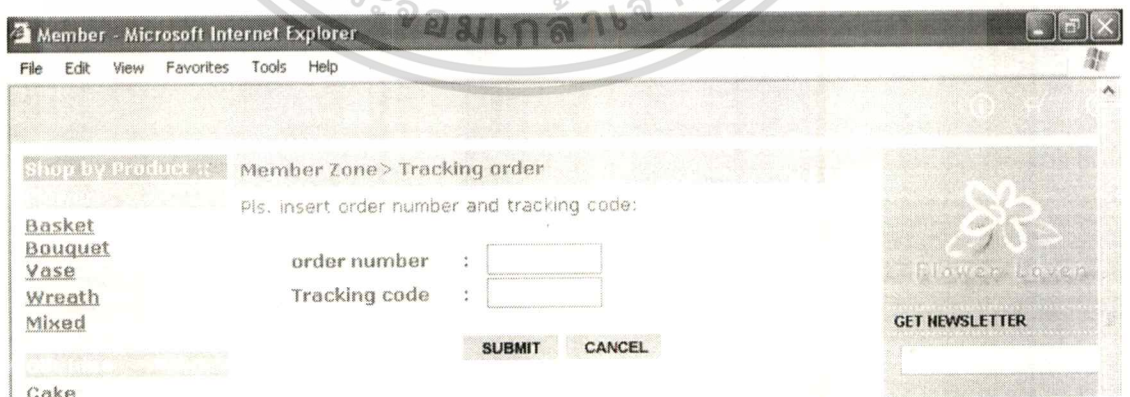 Member - Microsoft Internet Explorer
File Edit View Favorites Tools Help
Shop by Product ::
Member Zone> Tracking order
Pls. insert order number and tracking code:
Basket
Bouquet
Vase
Wreath
Mixed
order number :
Tracking code :
SUBMIT CANCEL
Cake
Flower Lover
GET NEWSLETTER